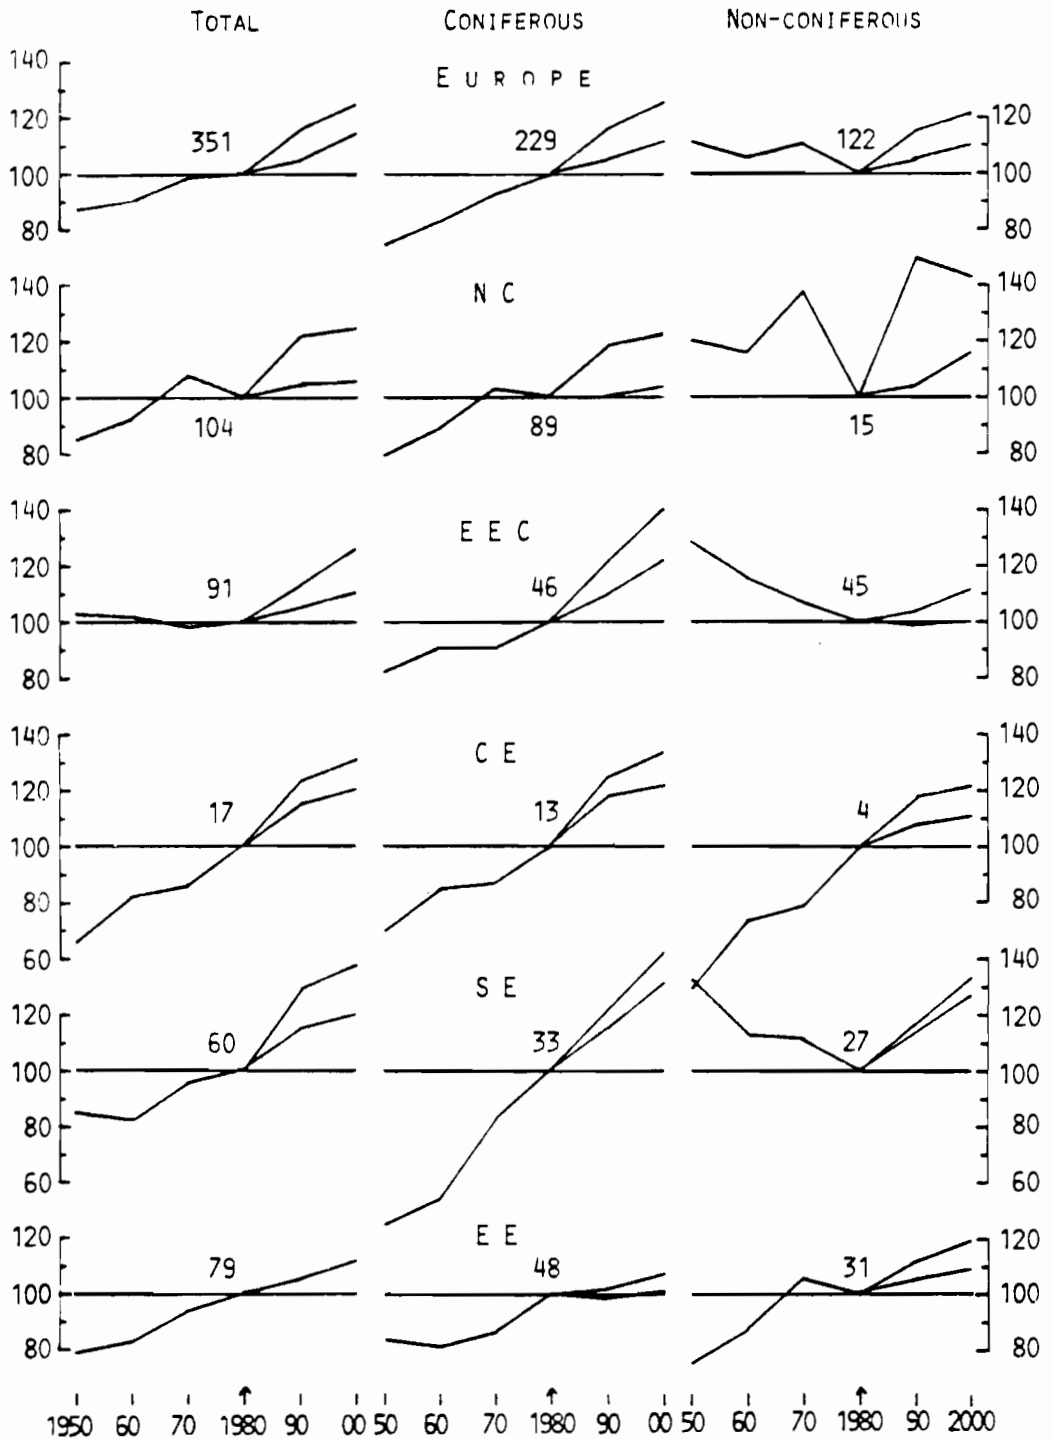 TOTAL CONIFEROUS NON-CONIFEROUS
EUROPE
140
120 351 229 122 120
100 100
80 80
NC
140 140
120 120
100 100
104 89 15
80 80
EEC
140 140
120 120
91 46 45
100 100
80 80
CE
140 140
120 120
17 13 4
100 100
80 80
60
SE
140
120 120
60 33 27
100 100
80 80
60 60
EE
120 120
79 48 31
100 100
80 80
1950 60 70 1980 90 00 50 60 70 1980 90 00 50 60 70 1980 90 2000